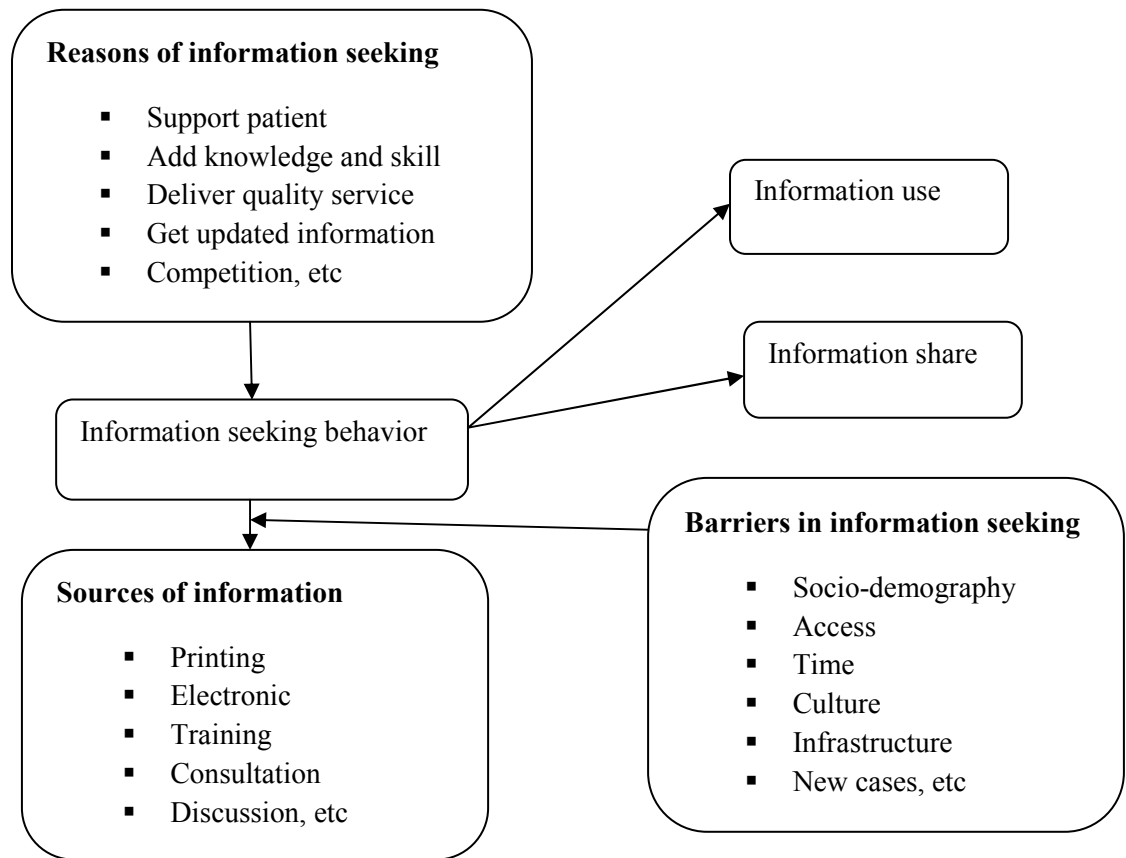 Reasons of information seeking
▪ Support patient
▪ Add knowledge and skill
▪ Deliver quality service
▪ Get updated information
▪ Competition, etc
Information use
Information share
Information seeking behavior
Barriers in information seeking
▪ Socio-demography
▪ Access
▪ Time
▪ Culture
▪ Infrastructure
▪ New cases, etc
Sources of information
▪ Printing
▪ Electronic
▪ Training
▪ Consultation
▪ Discussion, etc